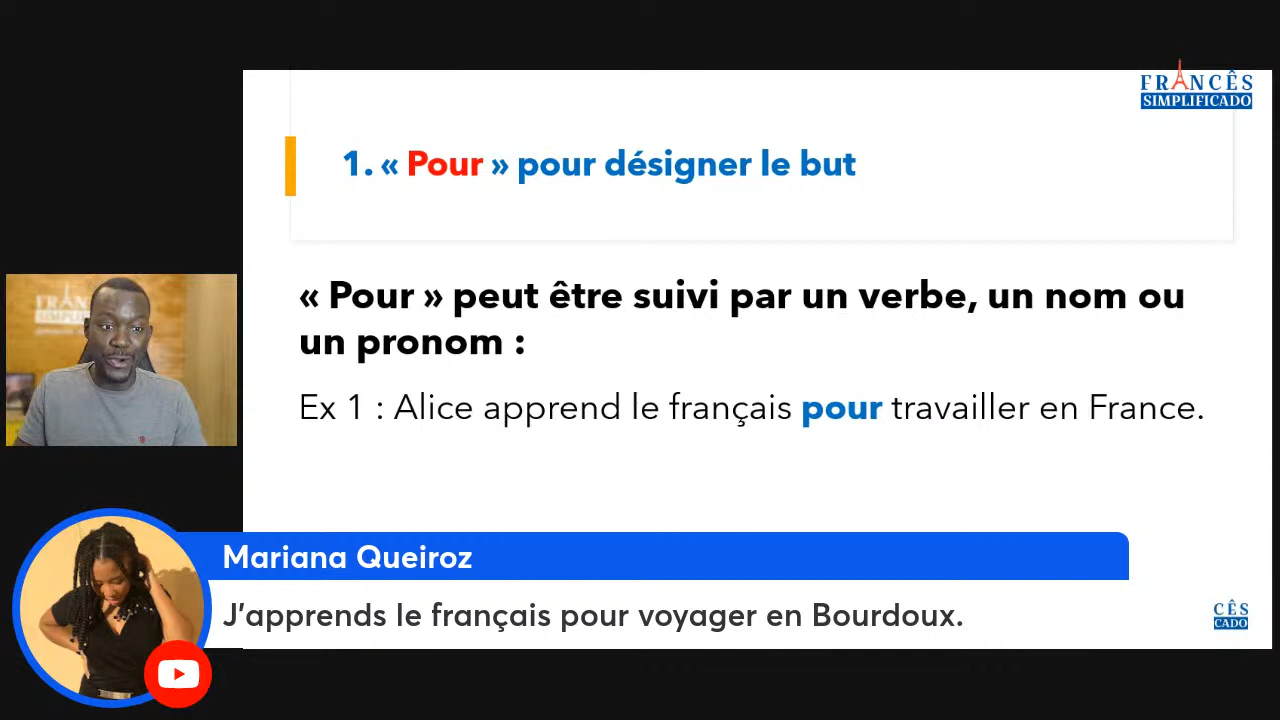 FRANCÊS
SIMPLIFICADO
1. « Pour » pour désigner le but
« Pour » peut être suivi par un verbe, un nom ou
un pronom :
Ex 1 : Alice apprend le français pour travailler en France.
FRANCÊS
Mariana Queiroz
J'apprends le français pour voyager en Bourdoux.
CÊS
CADO